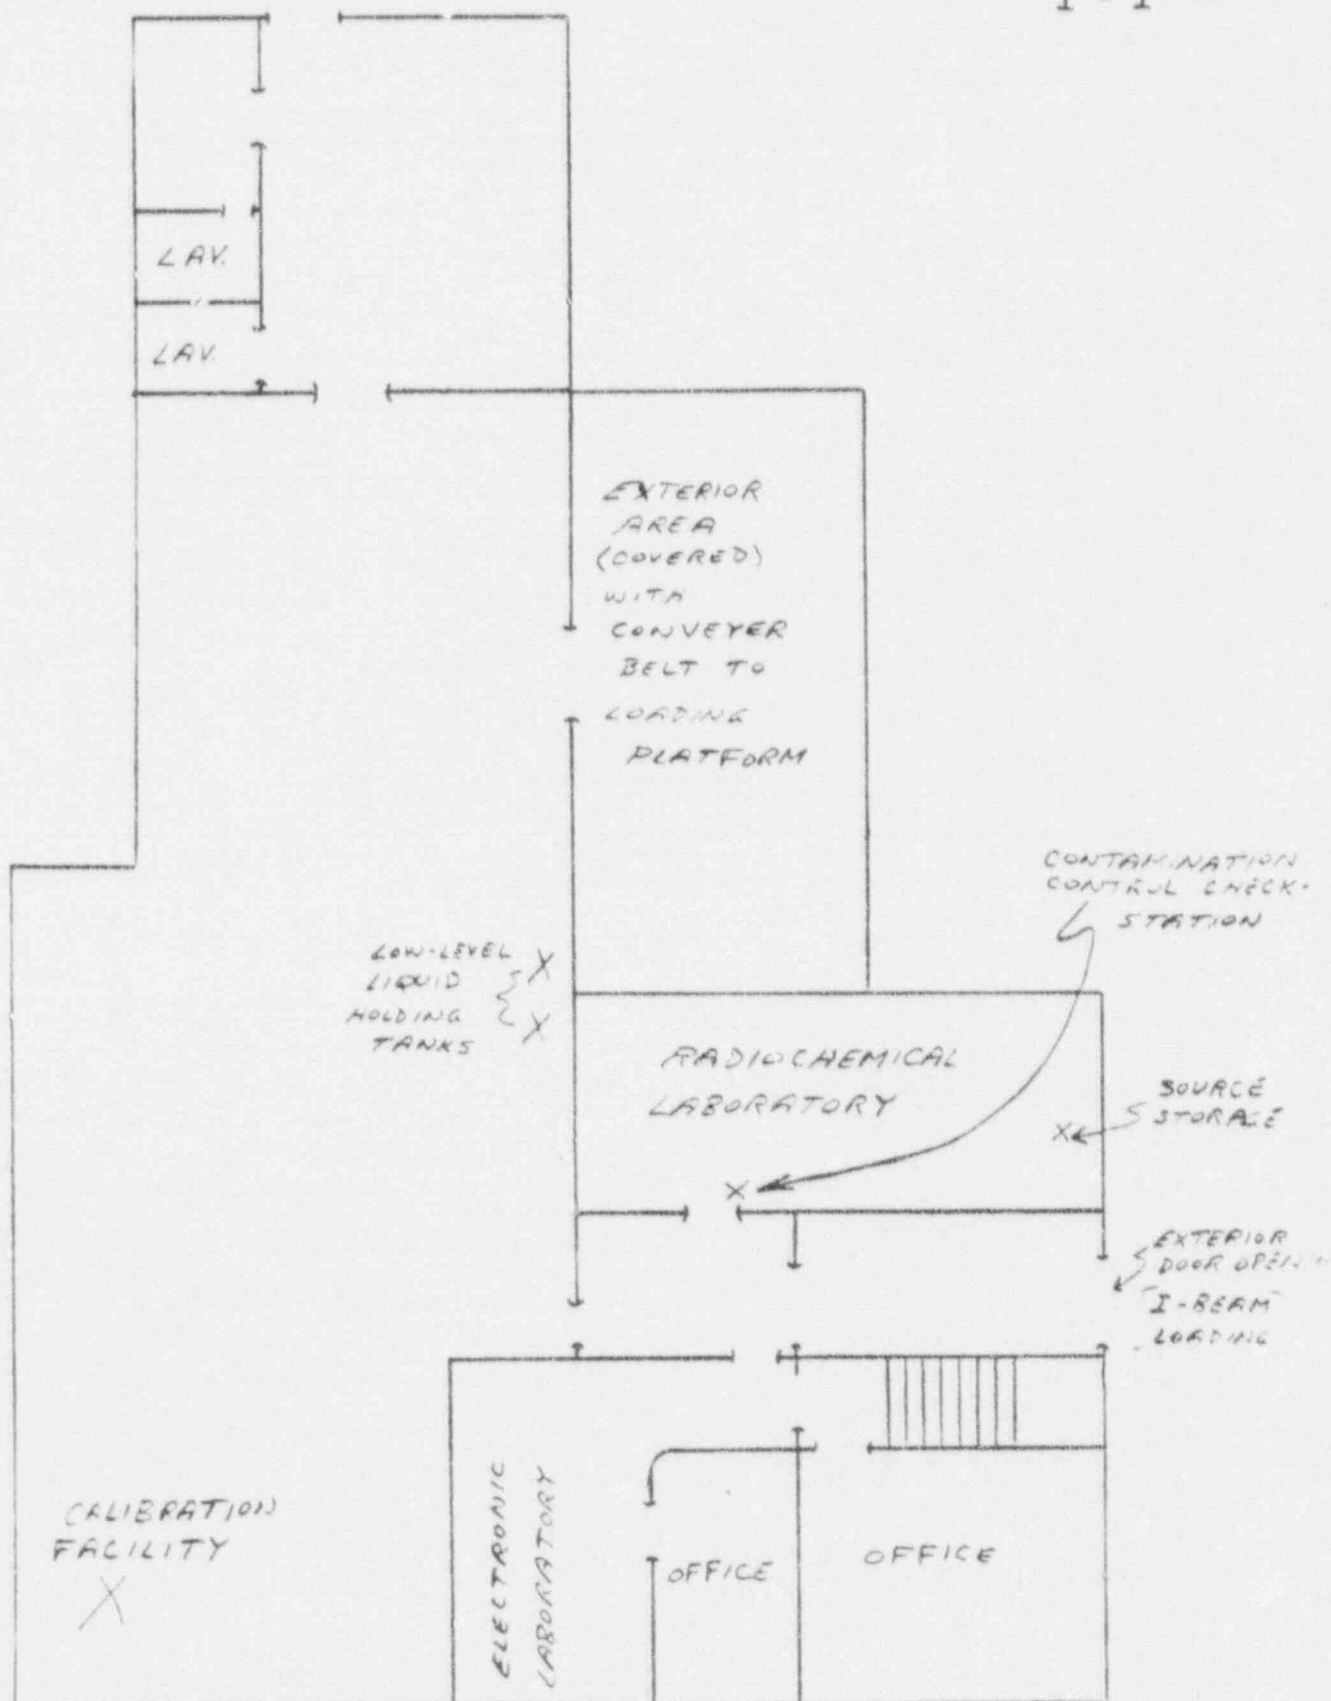 LAV.
LAV.
EXTERIOR
AREA
(COVERED)
WITH
CONVEYER
BELT TO
LOADING
PLATFORM
CONTAMINATION
CONTROL CHECK-
STATION
LOW-LEVEL
LIQUID
HOLDING
TANKS
X
X
RADIOCHEMICAL
LABORATORY
SOURCE
STORAGE
X
X
EXTERIOR
DOOR
I-BEAM
LOADING
ELECTRONIC
LABORATORY
CALIBRATION
FACILITY
X
OFFICE
OFFICE